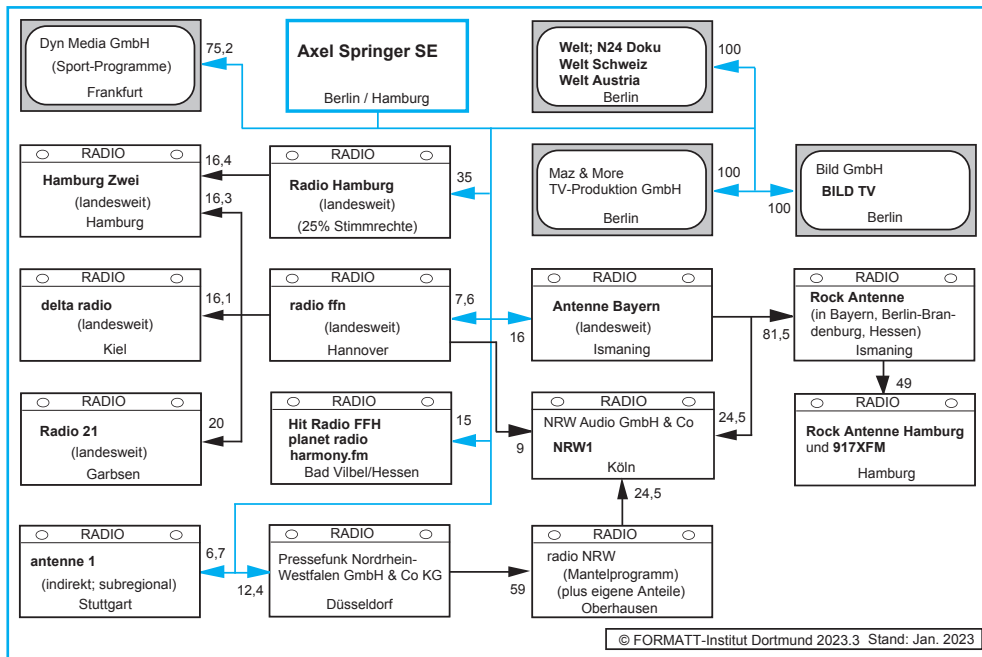 Dyn Media GmbH
(Sport-Programme)
Frankfurt
75,2
Axel Springer SE
Berlin / Hamburg
100
Welt; N24 Doku
Welt Schweiz
Welt Austria
Berlin
RADIO
Hamburg Zwei
(landesweit)
Hamburg
16,4
16,3
RADIO
Radio Hamburg
(landesweit)
(25% Stimmrechte)
35
Maz & More
TV-Produktion GmbH
Berlin
100
100
Bild GmbH
BILD TV
Berlin
RADIO
delta radio
(landesweit)
Kiel
16,1
RADIO
radio ffn
(landesweit)
Hannover
7,6
16
RADIO
Antenne Bayern
(landesweit)
Ismaning
81,5
RADIO
Rock Antenne
(in Bayern, Berlin-Bran-
denburg, Hessen)
Ismaning
49
RADIO
Radio 21
(landesweit)
Garbsen
20
RADIO
Hit Radio FFH
planet radio
harmony.fm
Bad Vilbel/Hessen
15
9
RADIO
NRW Audio GmbH & Co
NRW1
Köln
24,5
24,5
RADIO
Rock Antenne Hamburg
und 917XFM
Hamburg
RADIO
antenne 1
(indirekt; subregional)
Stuttgart
6,7
12,4
RADIO
Pressefunk Nordrhein-
Westfalen GmbH & Co KG
Düsseldorf
59
RADIO
radio NRW
(Mantelprogramm)
(plus eigene Anteile)
Oberhausen
© FORMATT-Institut Dortmund 2023.3 Stand: Jan. 2023